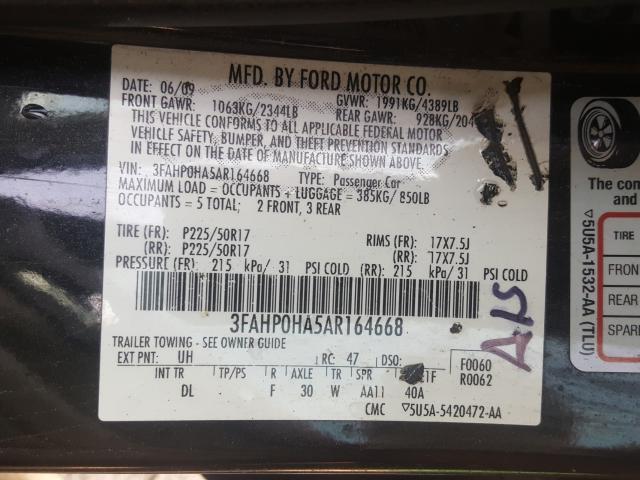 MFD. BY FORD MOTOR CO.
DATE: 06/09
GVWR: 1991KG/4389LB
FRONT GAWR: 1063KG/2344LB
REAR GAWR: 928KG/204
THIS VEHICLE CONFORMS TO ALL APPLICABLE FEDERAL MOTOR
VEHICLE SAFETY, BUMPER, AND THEFT PREVENTION STANDARDS
IN EFFECT ON THE DATE OF MANUFACTURE SHOWN ABOVE.
VIN: 3FAHP0HA5AR164668 TYPE: Passenger Car
MAXIMUM LOAD = OCCUPANTS + LUGGAGE = 385KG/850LB
OCCUPANTS = 5 TOTAL; 2 FRONT, 3 REAR
TIRE (FR): P225/50R17 RIMS (FR): 17X7.5J
(RR): P225/50R17 (RR): 17X7.5J
PRESSURE (FR): 215 kPa/ 31 PSI COLD (RR): 215 kPa/ 31 PSI COLD
3FAHP0HA5AR164668
TRAILER TOWING - SEE OWNER GUIDE
EXT PNT: UH RC: 47 DSO:
F0060
R0062
INT TR TP/PS R AXLE TR SPR
DL F 30 W AA11 40A
CMC ▽5U5A-5420472-AA
The com
particul
TIRE
FRONT
REAR
SPARE
▽5U5A-1532-AA (TLU)